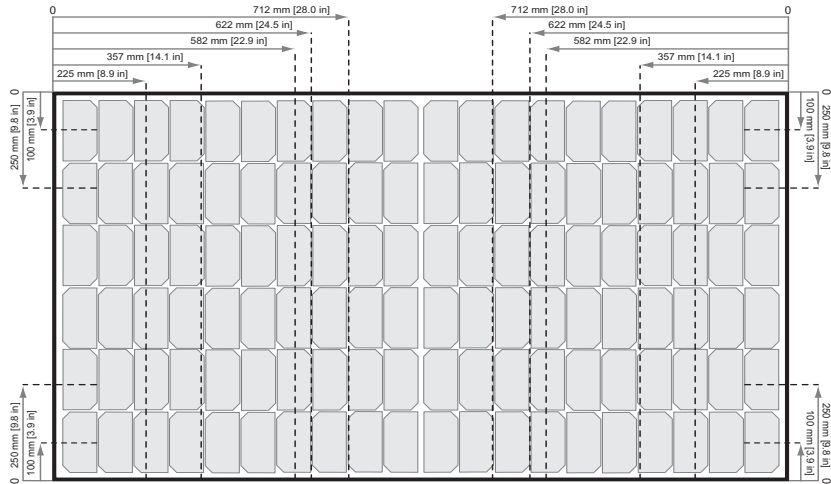 0
712 mm [28.0 in]
712 mm [28.0 in]
0
622 mm [24.5 in]
622 mm [24.5 in]
582 mm [22.9 in]
582 mm [22.9 in]
357 mm [14.1 in]
357 mm [14.1 in]
225 mm [8.9 in]
225 mm [8.9 in]
0
250 mm [9.8 in]
100 mm [3.9 in]
100 mm [3.9 in]
250 mm [9.8 in]
0
250 mm [9.8 in]
100 mm [3.9 in]
0
100 mm [3.9 in]
250 mm [9.8 in]
0